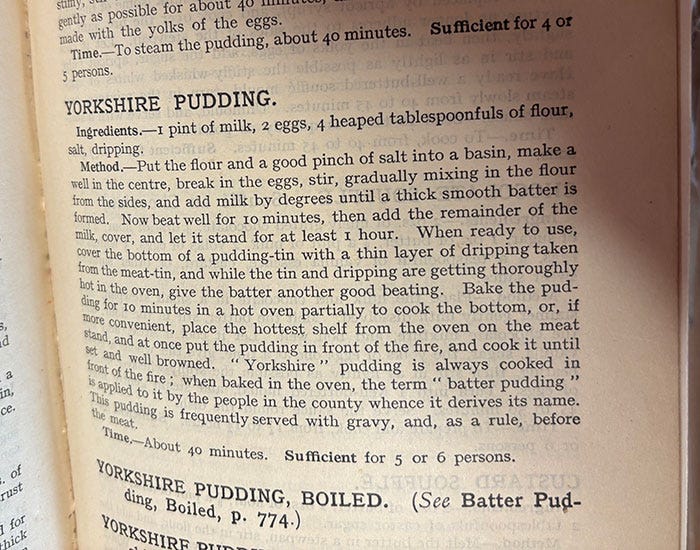 gently as possible for about 40 minutes,
made with the yolks of the eggs.
Time.—To steam the pudding, about 40 minutes. Sufficient for 4 or
5 persons.
YORKSHIRE PUDDING.
Ingredients.—1 pint of milk, 2 eggs, 4 heaped tablespoonfuls of flour,
salt, dripping.
Method.—Put the flour and a good pinch of salt into a basin, make a
well in the centre, break in the eggs, stir, gradually mixing in the flour
from the sides, and add milk by degrees until a thick smooth batter is
formed. Now beat well for 10 minutes, then add the remainder of the
milk, cover, and let it stand for at least 1 hour. When ready to use,
cover the bottom of a pudding-tin with a thin layer of dripping taken
from the meat-tin, and while the tin and dripping are getting thoroughly
hot in the oven, give the batter another good beating. Bake the pud-
ding for 10 minutes in a hot oven partially to cook the bottom, or, if
more convenient, place the hottest shelf from the oven on the meat
stand, and at once put the pudding in front of the fire, and cook it until
set and well browned. "Yorkshire" pudding is always cooked in
front of the fire; when baked in the oven, the term "batter pudding"
is applied to it by the people in the county whence it derives its name.
This pudding is frequently served with gravy, and, as a rule, before
the meat.
Time.—About 40 minutes. Sufficient for 5 or 6 persons.
YORKSHIRE PUDDING, BOILED. (See Batter Pud-
ding, Boiled, p. 774.)
YORKSHIRE